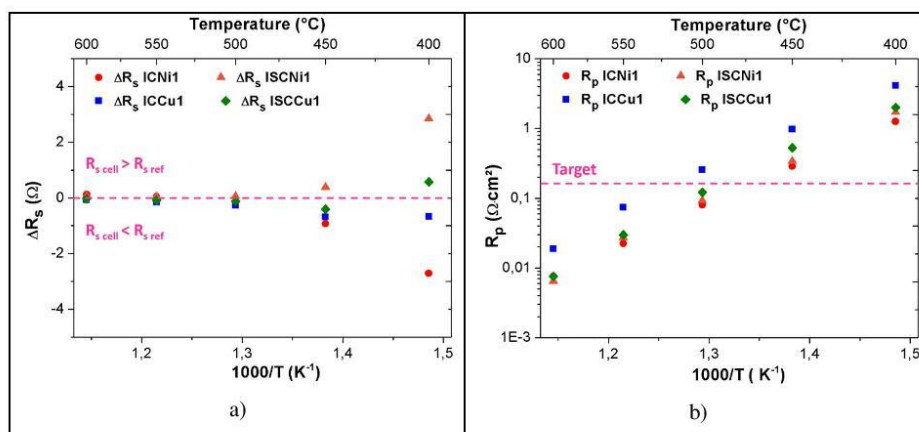 Temperature (°C)
600 550 500 450 400
ΔRs ICNi1 ΔRs ISCNi1
ΔRs ICCu1 ΔRs ISCCu1
Rs cell > Rs ref
Rs cell < Rs ref
ΔRs (Ω)
4
2
0
-2
-4
1,2 1,3 1,4 1,5
1000/T ( K-1)
a)
Temperature (°C)
600 550 500 450 400
Rp ICNi1 Rp ISCNi1
Rp ICCu1 Rp ISCCu1
Target
Rp (Ω.cm²)
10
1
0,1
0,01
1E-3
1,2 1,3 1,4 1,5
1000/T ( K-1)
b)